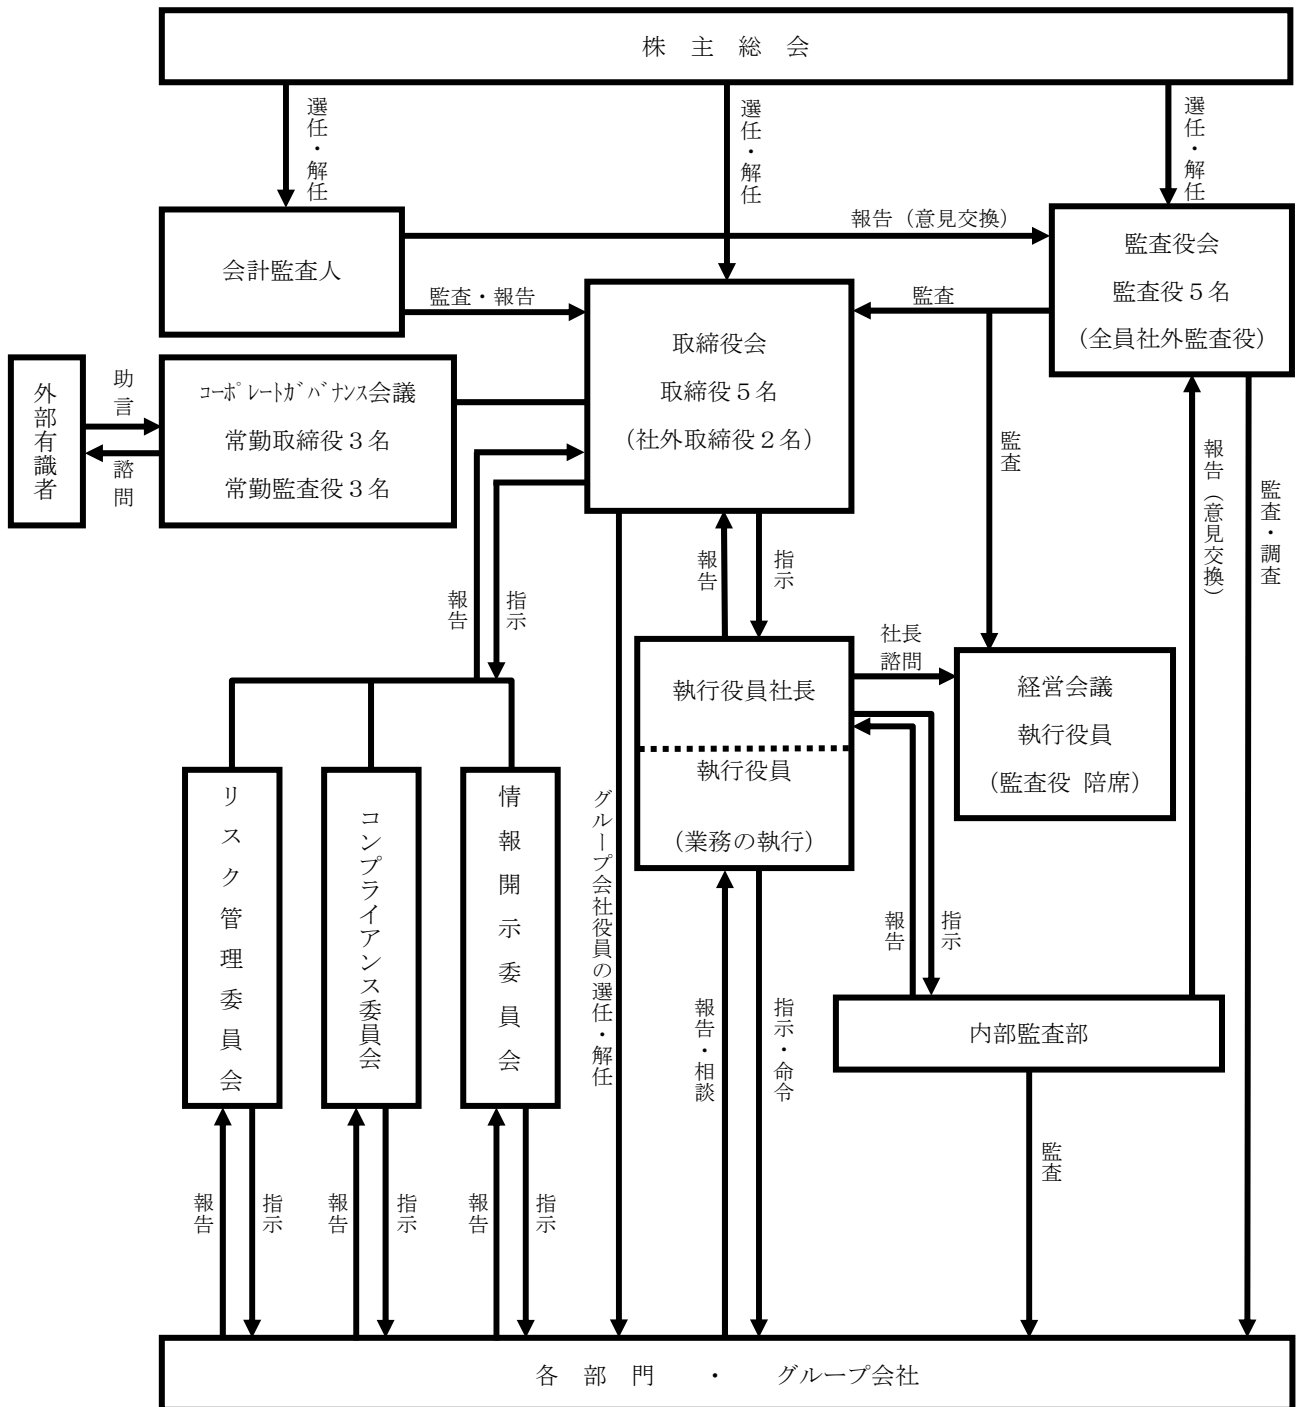 株 主 総 会
選任・解任
選任・解任
選任・解任
会計監査人
報告（意見交換）
監査・報告
監査役会
監査役５名
（全員社外監査役）
監査
取締役会
取締役５名
（社外取締役２名）
外部有識者
助言
諮問
ｺｰﾎﾟﾚｰﾄｶﾞﾊﾞﾅﾝｽ会議
常勤取締役３名
常勤監査役３名
監査
報告（意見交換）
監査・調査
報告
指示
報告
指示
社長
諮問
執行役員社長
執行役員
（業務の執行）
経営会議
執行役員
（監査役 陪席）
リスク管理委員会
コンプライアンス委員会
情報開示委員会
グループ会社役員の選任・解任
報告・相談
指示・命令
報告
指示
内部監査部
監査
報告
指示
報告
指示
報告
指示
各 部 門 ・ グループ会社